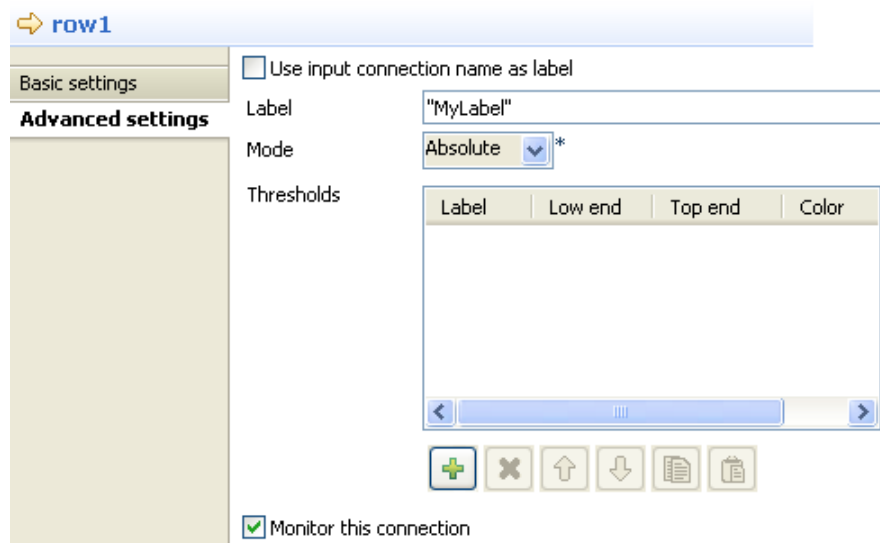 row1
Basic settings
Advanced settings
Use input connection name as label
Label "MyLabel"
Mode Absolute *
Thresholds
Label Low end Top end Color
Monitor this connection